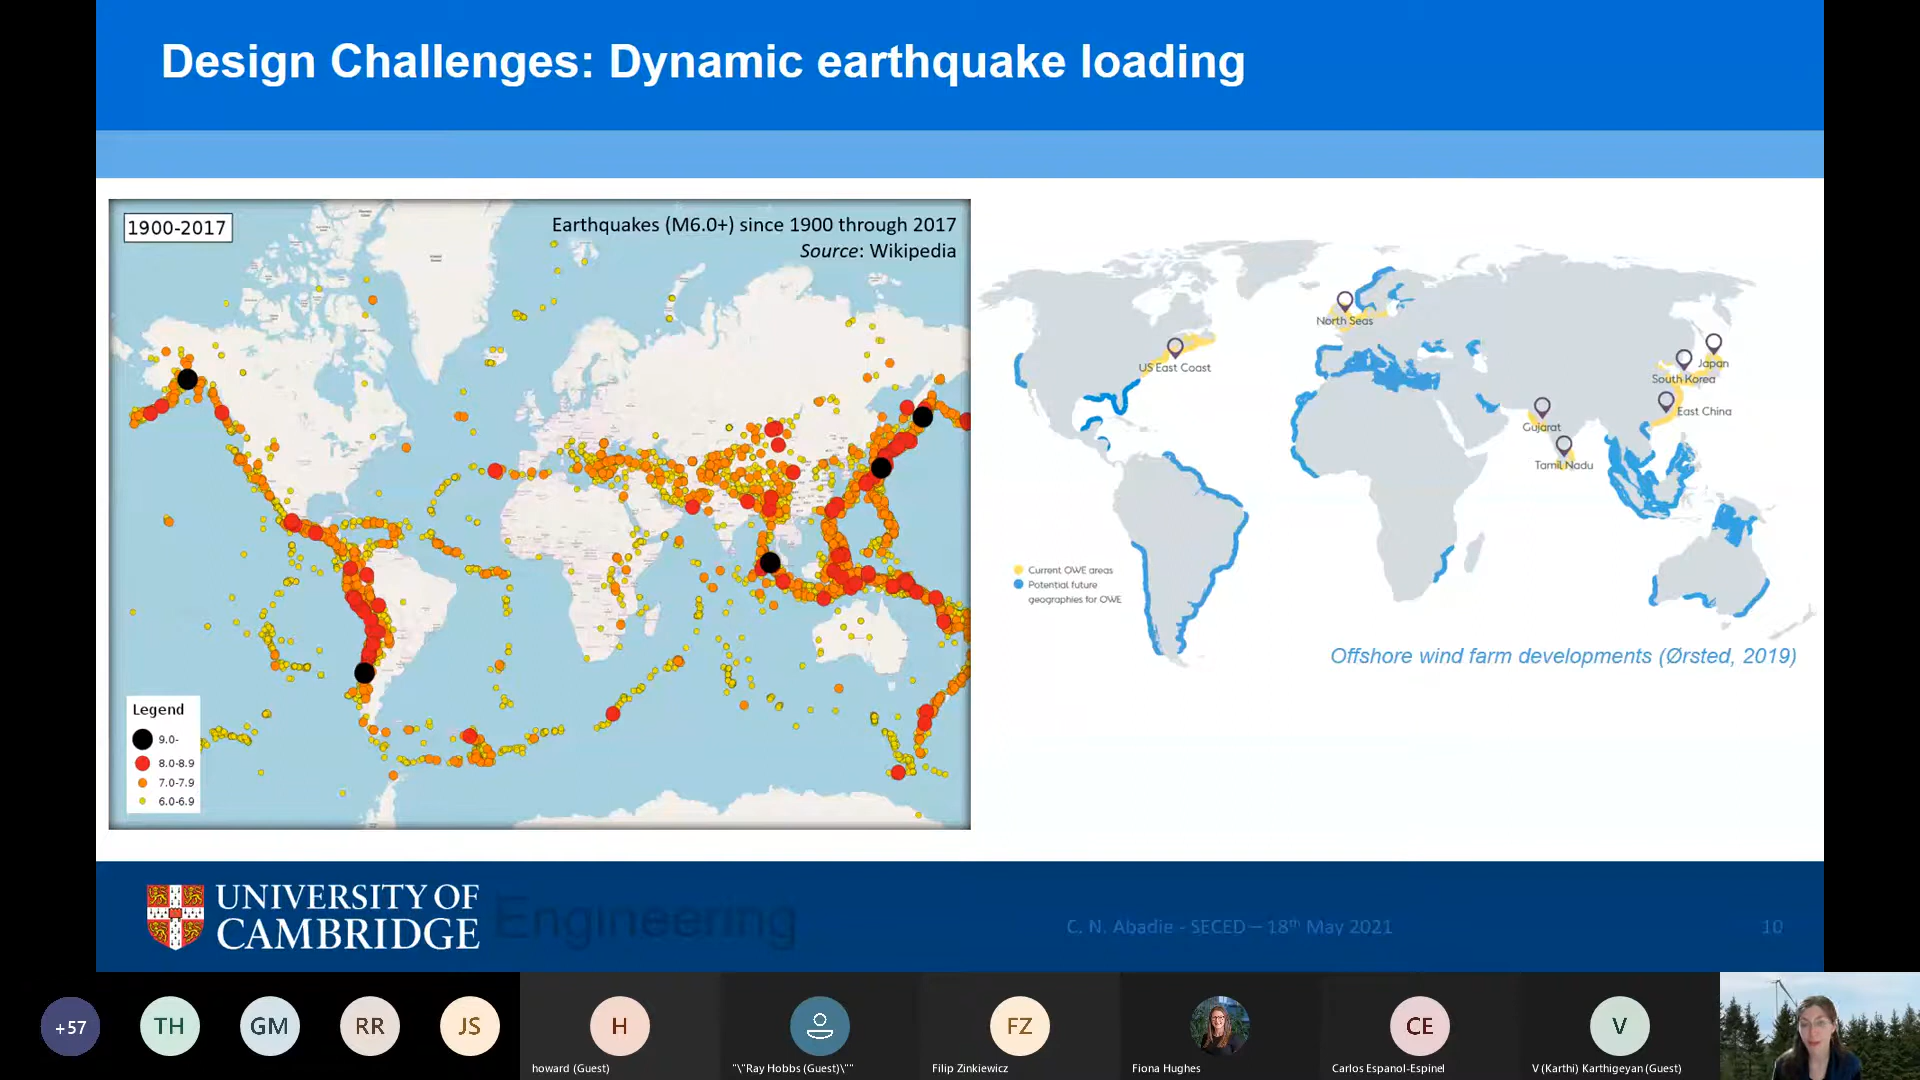 Design Challenges: Dynamic earthquake loading
1900-2017
Earthquakes (M6.0+) since 1900 through 2017
Source: Wikipedia
Legend
9.0-
8.0-8.9
7.0-7.9
6.0-6.9
North Seas
US East Coast
Japan
South Korea
East China
Gujarat
Tamil Nadu
Current OWE areas
Potential future
geographies for OWE
Offshore wind farm developments (Ørsted, 2019)
UNIVERSITY OF
CAMBRIDGE
Engineering
C. N. Abadie - SECED – 18th May 2021
10
+57
TH
GM
RR
JS
H
FZ
CE
V
howard (Guest)
"\"Ray Hobbs (Guest)\""
Filip Zinkiewicz
Fiona Hughes
Carlos Espanol-Espinel
V (Karthi) Karthigeyan (Guest)